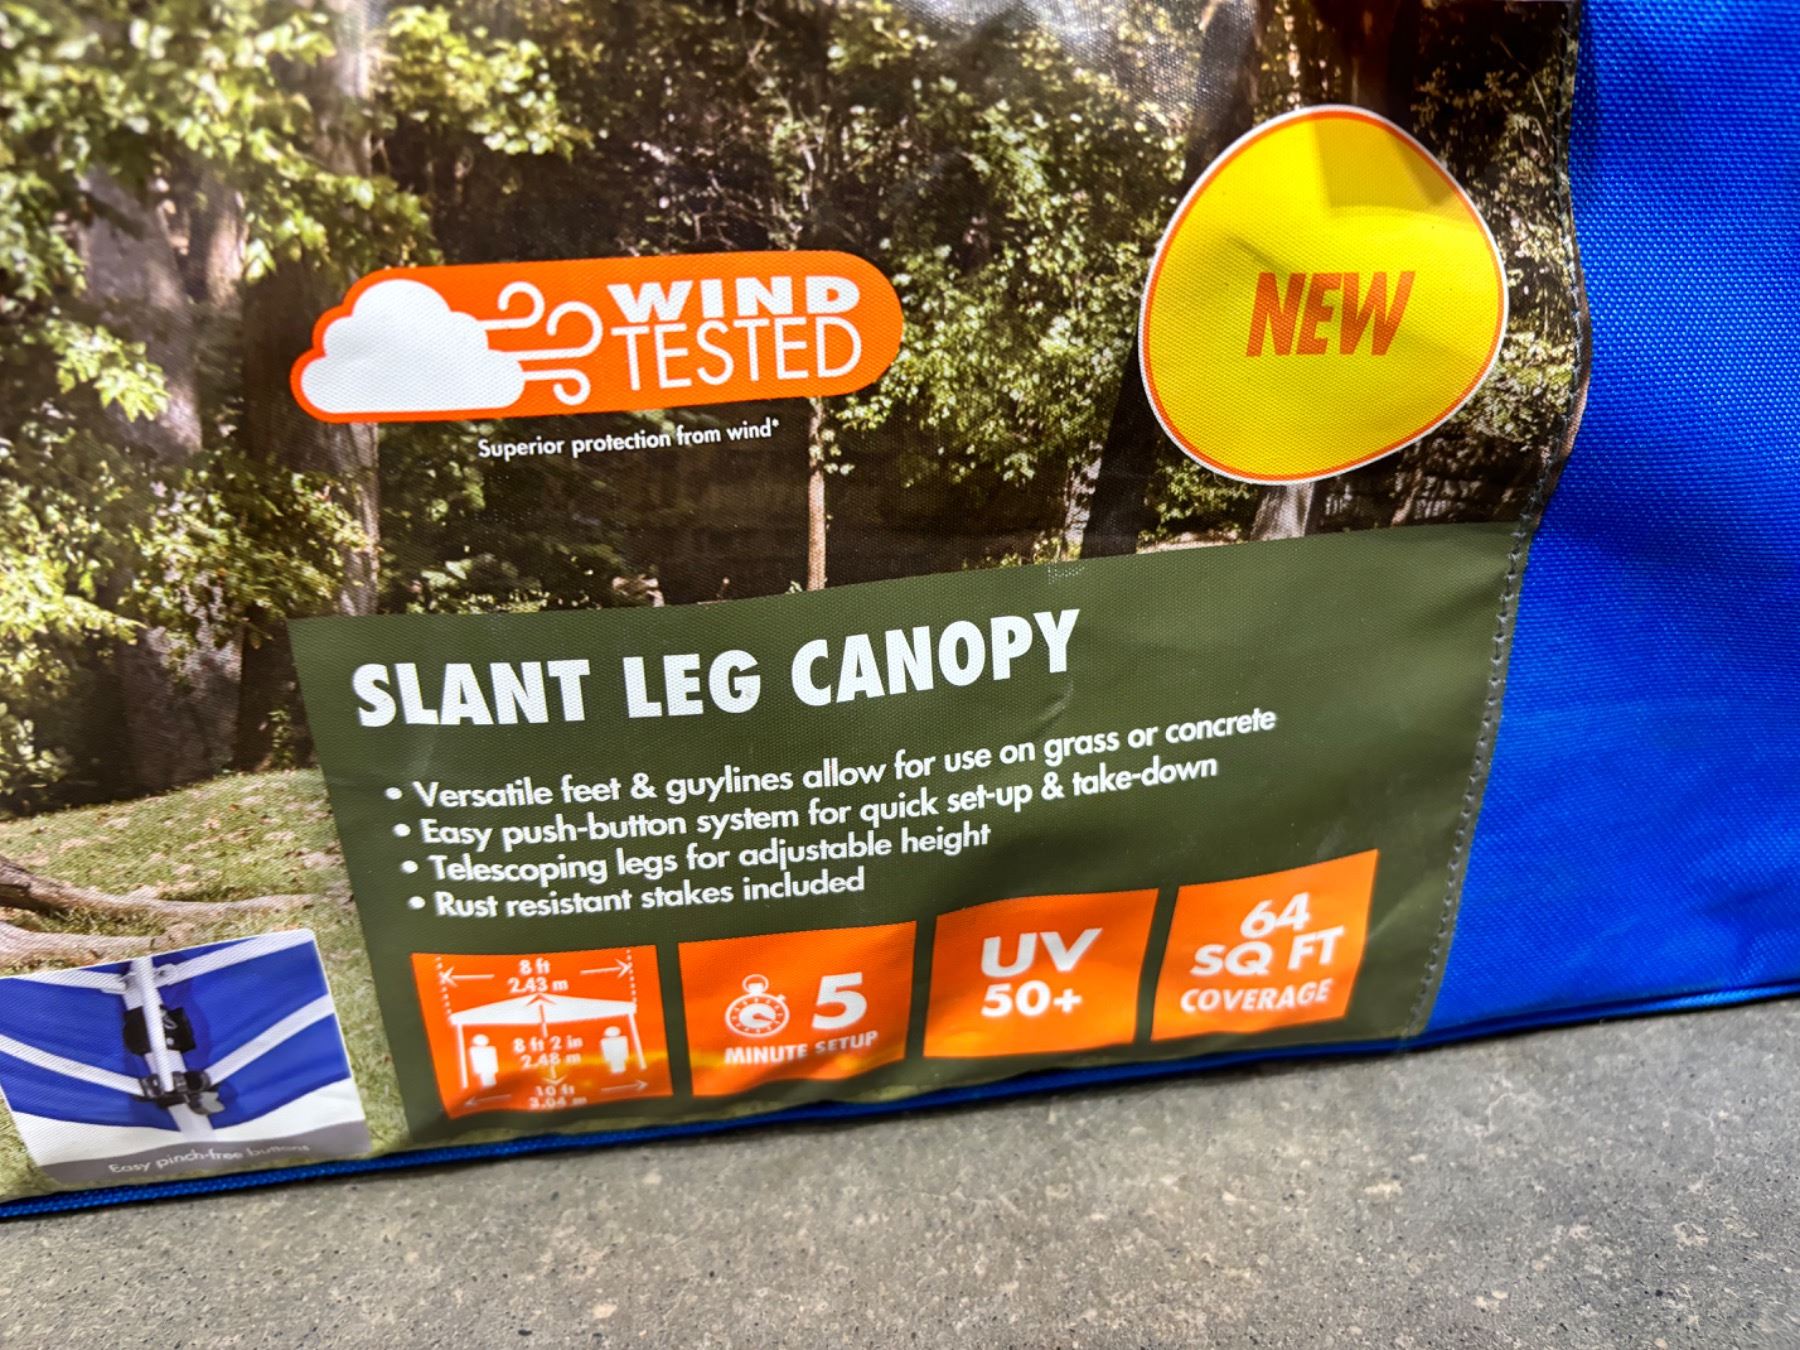 WIND
TESTED
Superior protection from wind*
NEW
SLANT LEG CANOPY
• Versatile feet & guylines allow for use on grass or concrete
• Easy push-button system for quick set-up & take-down
• Telescoping legs for adjustable height
• Rust resistant stakes included
8 ft
2.43 m
8 ft 2 in
2.48 m
10 ft
3.04 m
5
MINUTE SETUP
UV
50+
64
SQ FT
COVERAGE
Easy pinch-free buttons